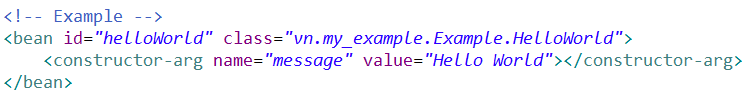 <!-- Example -->
<bean id="helloWorld" class="vn.my_example.Example.HelloWorld">
    <constructor-arg name="message" value="Hello World"></constructor-arg>
</bean>